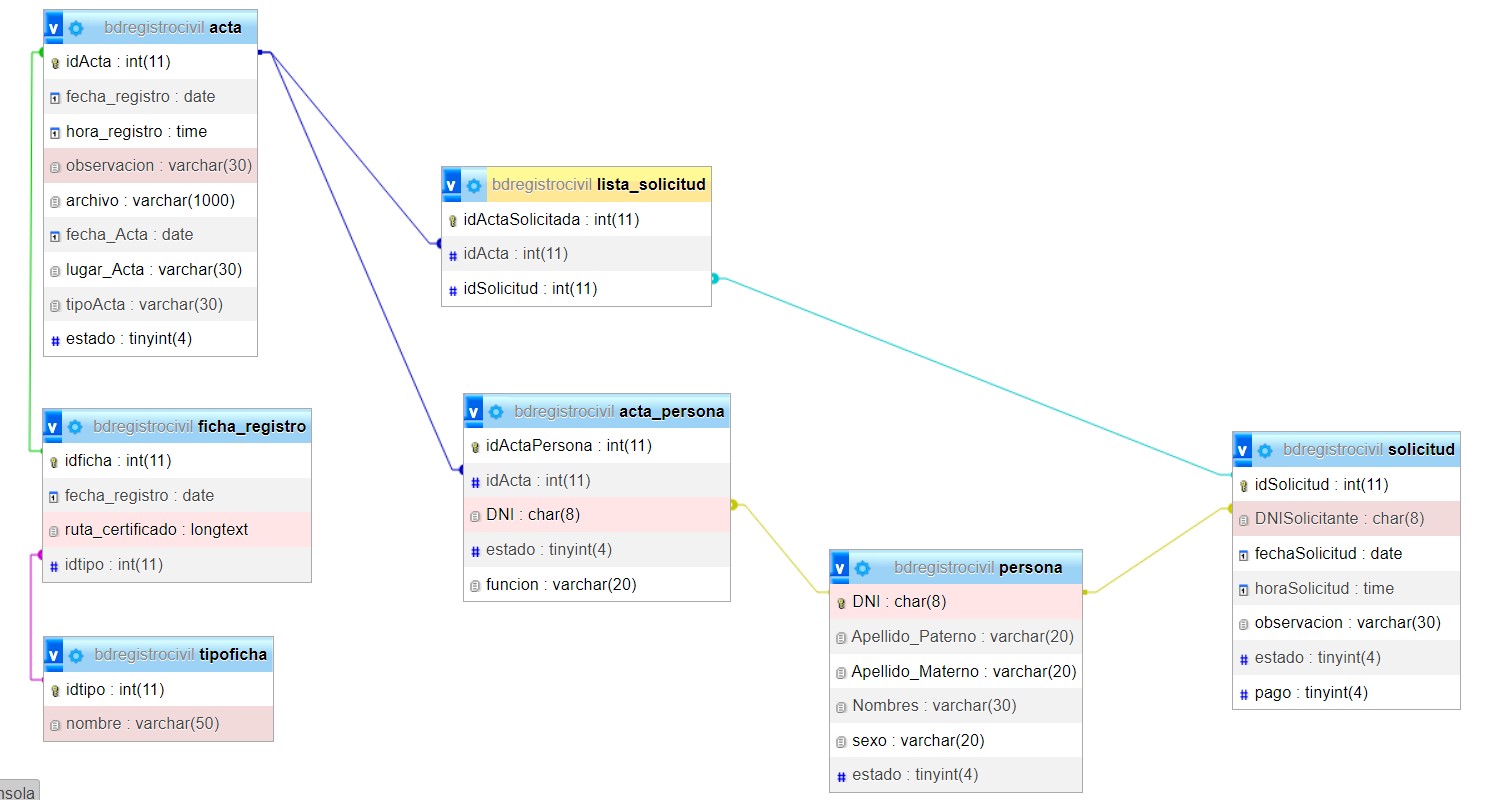 v bdregistrocivil acta
idActa : int(11)
fecha_registro : date
hora_registro : time
observacion : varchar(30)
archivo : varchar(1000)
fecha_Acta : date
lugar_Acta : varchar(30)
tipoActa : varchar(30)
# estado : tinyint(4)
v bdregistrocivil lista_solicitud
idActaSolicitada : int(11)
# idActa : int(11)
# idSolicitud : int(11)
v bdregistrocivil ficha_registro
idficha : int(11)
fecha_registro : date
ruta_certificado : longtext
# idtipo : int(11)
v bdregistrocivil acta_persona
idActaPersona : int(11)
# idActa : int(11)
DNI : char(8)
# estado : tinyint(4)
funcion : varchar(20)
v bdregistrocivil solicitud
idSolicitud : int(11)
DNISolicitante : char(8)
fechaSolicitud : date
horaSolicitud : time
observacion : varchar(30)
# estado : tinyint(4)
# pago : tinyint(4)
v bdregistrocivil persona
DNI : char(8)
Apellido_Paterno : varchar(20)
Apellido_Materno : varchar(20)
Nombres : varchar(30)
sexo : varchar(20)
# estado : tinyint(4)
v bdregistrocivil tipoficha
idtipo : int(11)
nombre : varchar(50)
nsola